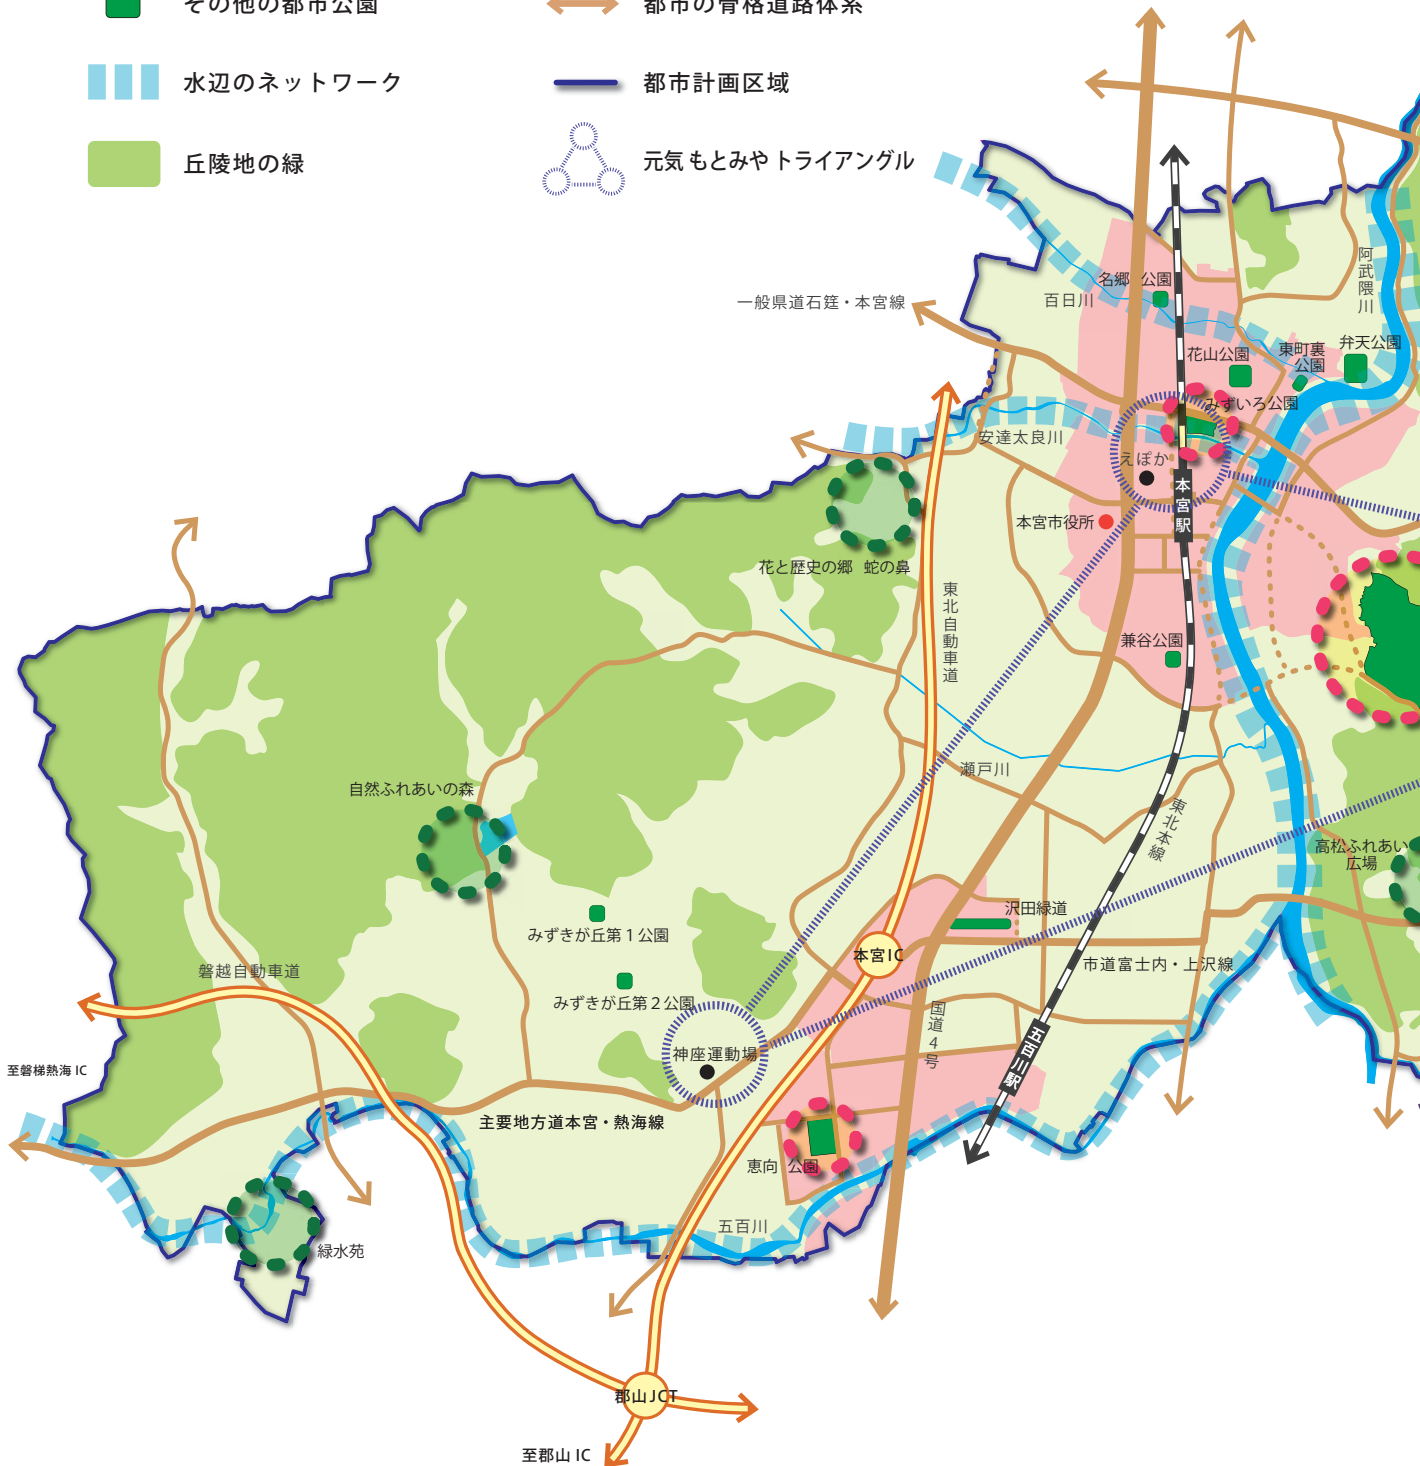 その他の都市公園
都市の骨格道路体系
水辺のネットワーク
都市計画区域
丘陵地の緑
元気 もとみや トライアングル
阿武隈川
名郷 公園
百日川
一般県道石筵・本宮線
弁天公園
東町裏
公園
花山公園
みずいろ公園
安達太良川
えぽか
本宮駅
本宮市役所
花と歴史の郷 蛇の鼻
東北自動車道
兼谷公園
瀬戸川
自然ふれあいの森
東北本線
高松ふれあい
広場
沢田緑道
みずきが丘第1公園
本宮IC
市道富士内・上沢線
磐越自動車道
みずきが丘第2公園
国道4号
神座運動場
五百川駅
至磐梯熱海 IC
主要地方道本宮・熱海線
恵向 公園
五百川
緑水苑
郡山JCT
至郡山 IC